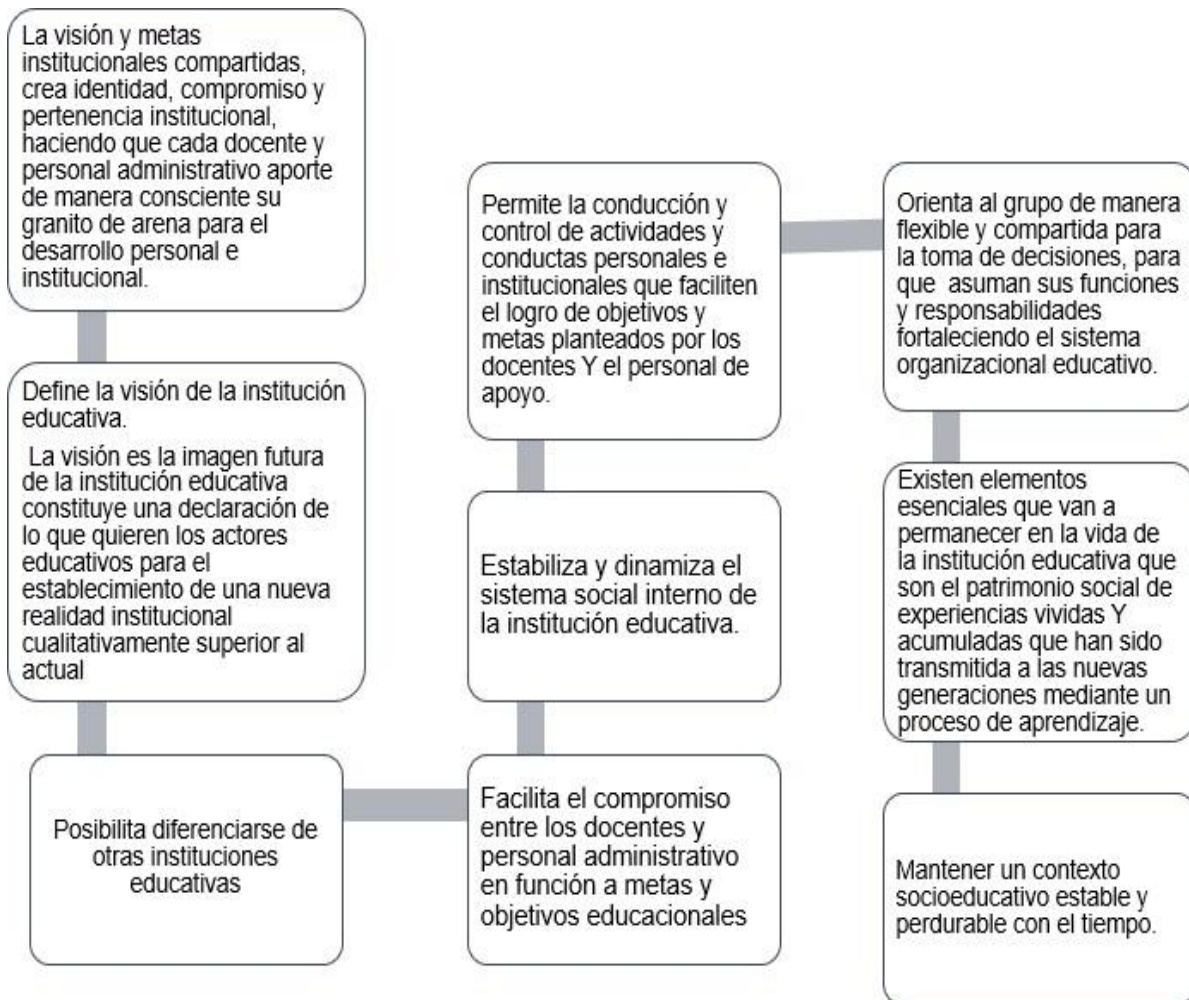 La visión y metas
institucionales compartidas,
crea identidad, compromiso y
pertenencia institucional,
haciendo que cada docente y
personal administrativo aporte
de manera consciente su
granito de arena para el
desarrollo personal e
institucional.
Define la visión de la institución
educativa.
La visión es la imagen futura
de la institución educativa
constituye una declaración de
lo que quieren los actores
educativos para el
establecimiento de una nueva
realidad institucional
cualitativamente superior al
actual
Posibilita diferenciarse de
otras instituciones
educativas
Facilita el compromiso
entre los docentes y
personal administrativo
en función a metas y
objetivos educacionales
Estabiliza y dinamiza el
sistema social interno de
la institución educativa.
Permite la conducción y
control de actividades y
conductas personales e
institucionales que faciliten
el logro de objetivos y
metas planteados por los
docentes Y el personal de
apoyo.
Orienta al grupo de manera
flexible y compartida para
la toma de decisiones, para
que asuman sus funciones
y responsabilidades
fortaleciendo el sistema
organizacional educativo.
Existen elementos
esenciales que van a
permanecer en la vida de
la institución educativa que
son el patrimonio social de
experiencias vividas Y
acumuladas que han sido
transmitida a las nuevas
generaciones mediante un
proceso de aprendizaje.
Mantener un contexto
socioeducativo estable y
perdurable con el tiempo.